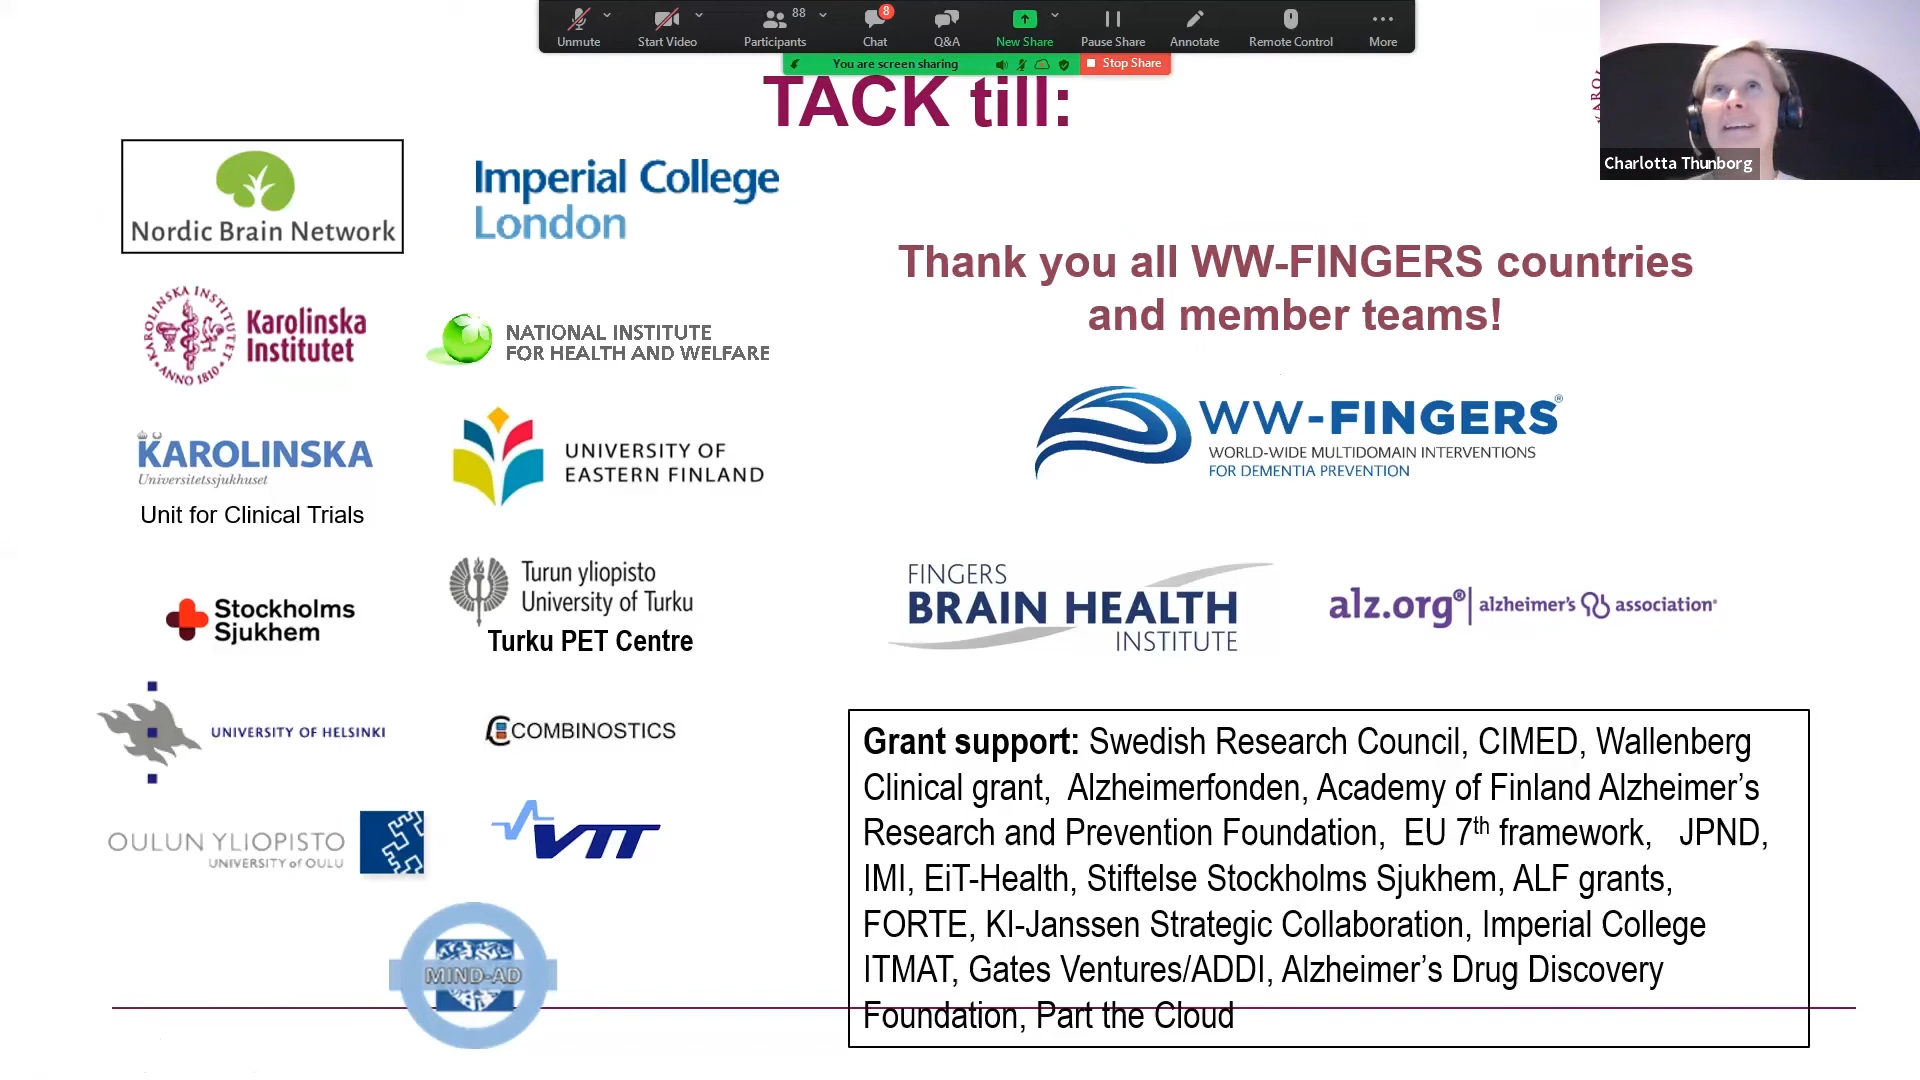 88
8
Unmute
Start Video
Participants
Chat
Q&A
New Share
Pause Share
Annotate
Remote Control
More
You are screen sharing
Stop Share
TACK till:
Charlotta Thunborg
Nordic Brain Network
Imperial College
London
Thank you all WW-FINGERS countries
and member teams!
KAROLINSKA INSTITUTET
ANNO 1810
Karolinska
Institutet
NATIONAL INSTITUTE
FOR HEALTH AND WELFARE
WW-FINGERS®
WORLD-WIDE MULTIDOMAIN INTERVENTIONS
FOR DEMENTIA PREVENTION
KAROLINSKA
Universitetssjukhuset
Unit for Clinical Trials
UNIVERSITY OF
EASTERN FINLAND
Stockholms
Sjukhem
Turun yliopisto
University of Turku
Turku PET Centre
FINGERS
BRAIN HEALTH
INSTITUTE
alz.org®
alzheimer's association®
UNIVERSITY OF HELSINKI
COMBINOSTICS
OULUN YLIOPISTO
UNIVERSITY of OULU
VTT
MIND-AD
Grant support: Swedish Research Council, CIMED, Wallenberg
Clinical grant, Alzheimerfonden, Academy of Finland Alzheimer’s
Research and Prevention Foundation, EU 7th framework, JPND,
IMI, EiT-Health, Stiftelse Stockholms Sjukhem, ALF grants,
FORTE, KI-Janssen Strategic Collaboration, Imperial College
ITMAT, Gates Ventures/ADDI, Alzheimer’s Drug Discovery
Foundation, Part the Cloud